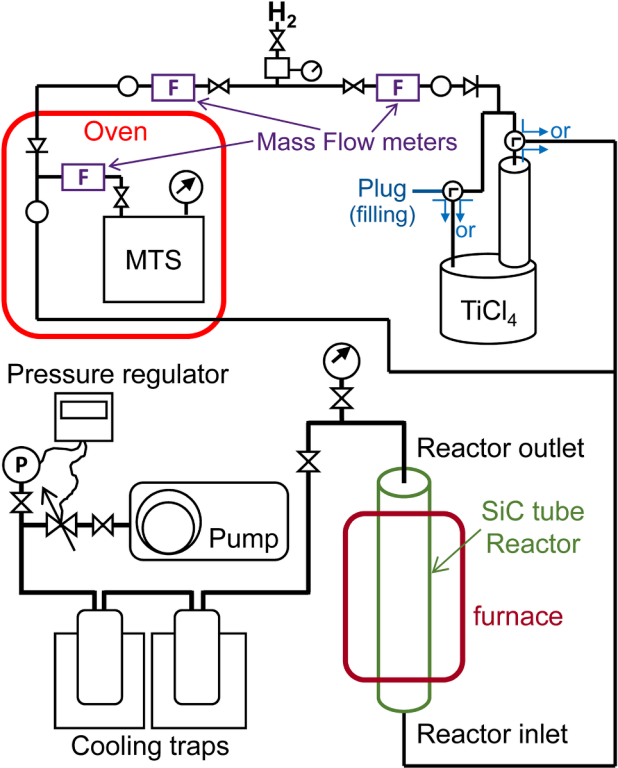 H2
F
F
Oven
Mass Flow meters
or
F
Plug
(filling)
or
MTS
TiCl4
Pressure regulator
P
Reactor outlet
SiC tube
Reactor
Pump
furnace
Cooling traps
Reactor inlet